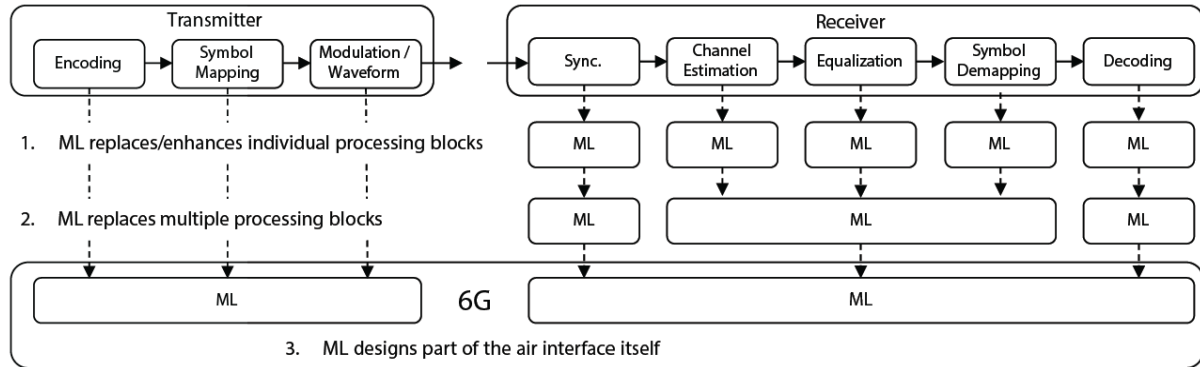 Transmitter
Receiver
Encoding
Symbol
Mapping
Modulation /
Waveform
Sync.
Channel
Estimation
Equalization
Symbol
Demapping
Decoding
1. ML replaces/enhances individual processing blocks
ML
ML
ML
ML
ML
2. ML replaces multiple processing blocks
ML
ML
ML
ML
6G
ML
3. ML designs part of the air interface itself